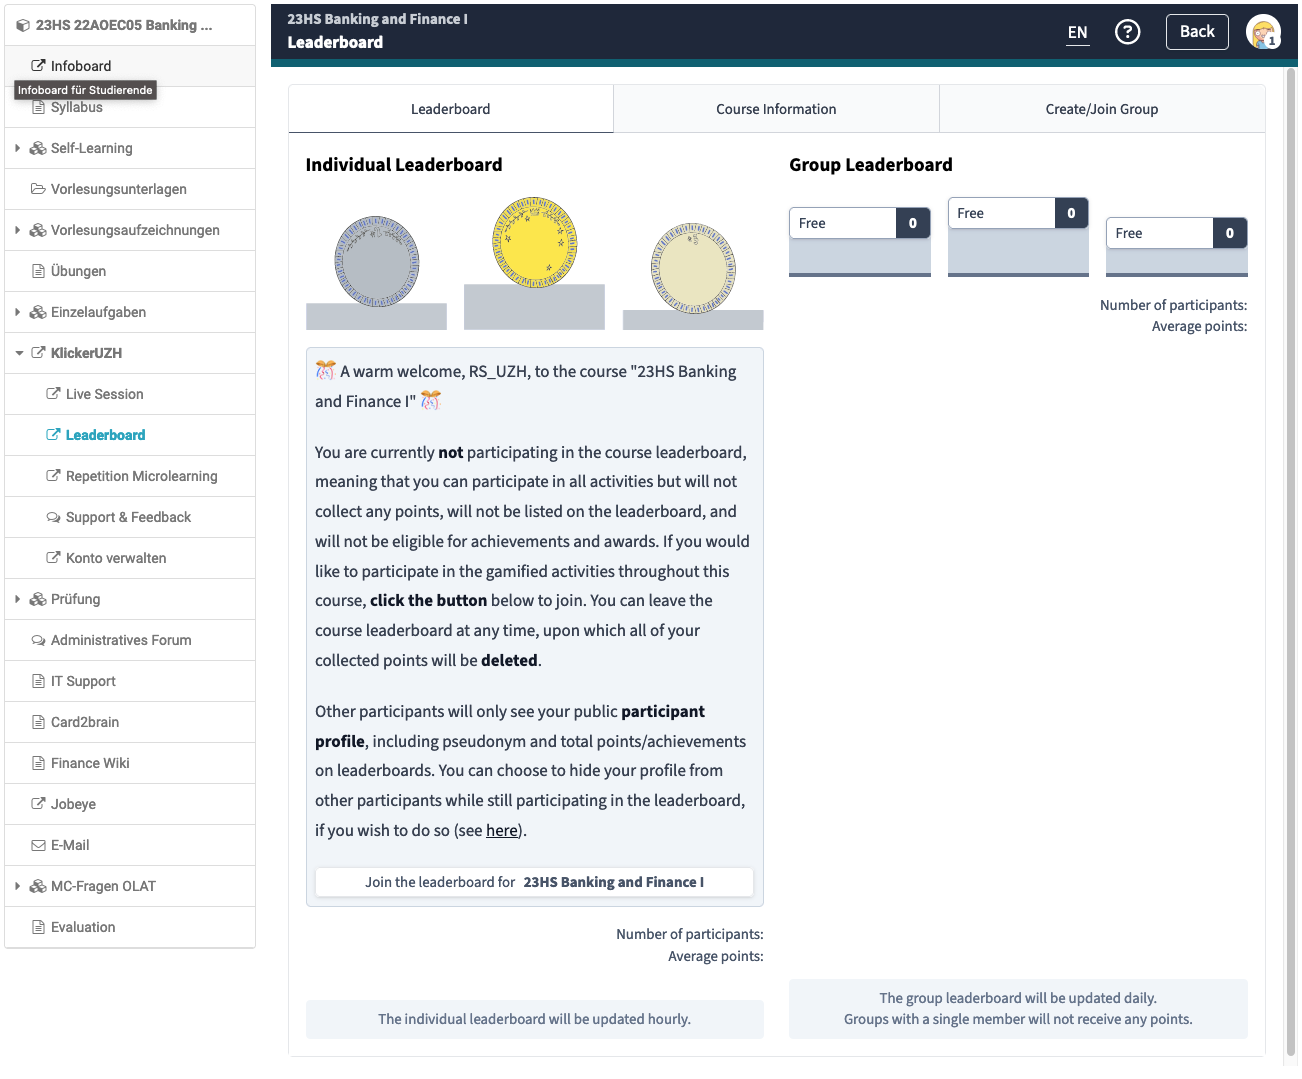 23HS 22AOEC05 Banking ...
Infoboard
Infoboard für Studierende
Syllabus
Self-Learning
Vorlesungsunterlagen
Vorlesungsaufzeichnungen
Übungen
Einzelaufgaben
KlickerUZH
Live Session
Leaderboard
Repetition Microlearning
Support & Feedback
Konto verwalten
Prüfung
Administratives Forum
IT Support
Card2brain
Finance Wiki
Jobeye
E-Mail
MC-Fragen OLAT
Evaluation
23HS Banking and Finance I
Leaderboard
EN
?
Back
1
Leaderboard
Course Information
Create/Join Group
Individual Leaderboard
A warm welcome, RS_UZH, to the course "23HS Banking
and Finance I"
You are currently not participating in the course leaderboard,
meaning that you can participate in all activities but will not
collect any points, will not be listed on the leaderboard, and
will not be eligible for achievements and awards. If you would
like to participate in the gamified activities throughout this
course, click the button below to join. You can leave the
course leaderboard at any time, upon which all of your
collected points will be deleted.
Other participants will only see your public participant
profile, including pseudonym and total points/achievements
on leaderboards. You can choose to hide your profile from
other participants while still participating in the leaderboard,
if you wish to do so (see here).
Join the leaderboard for 23HS Banking and Finance I
Number of participants:
Average points:
The individual leaderboard will be updated hourly.
Group Leaderboard
Free 0
Free 0
Free 0
Number of participants:
Average points:
The group leaderboard will be updated daily.
Groups with a single member will not receive any points.